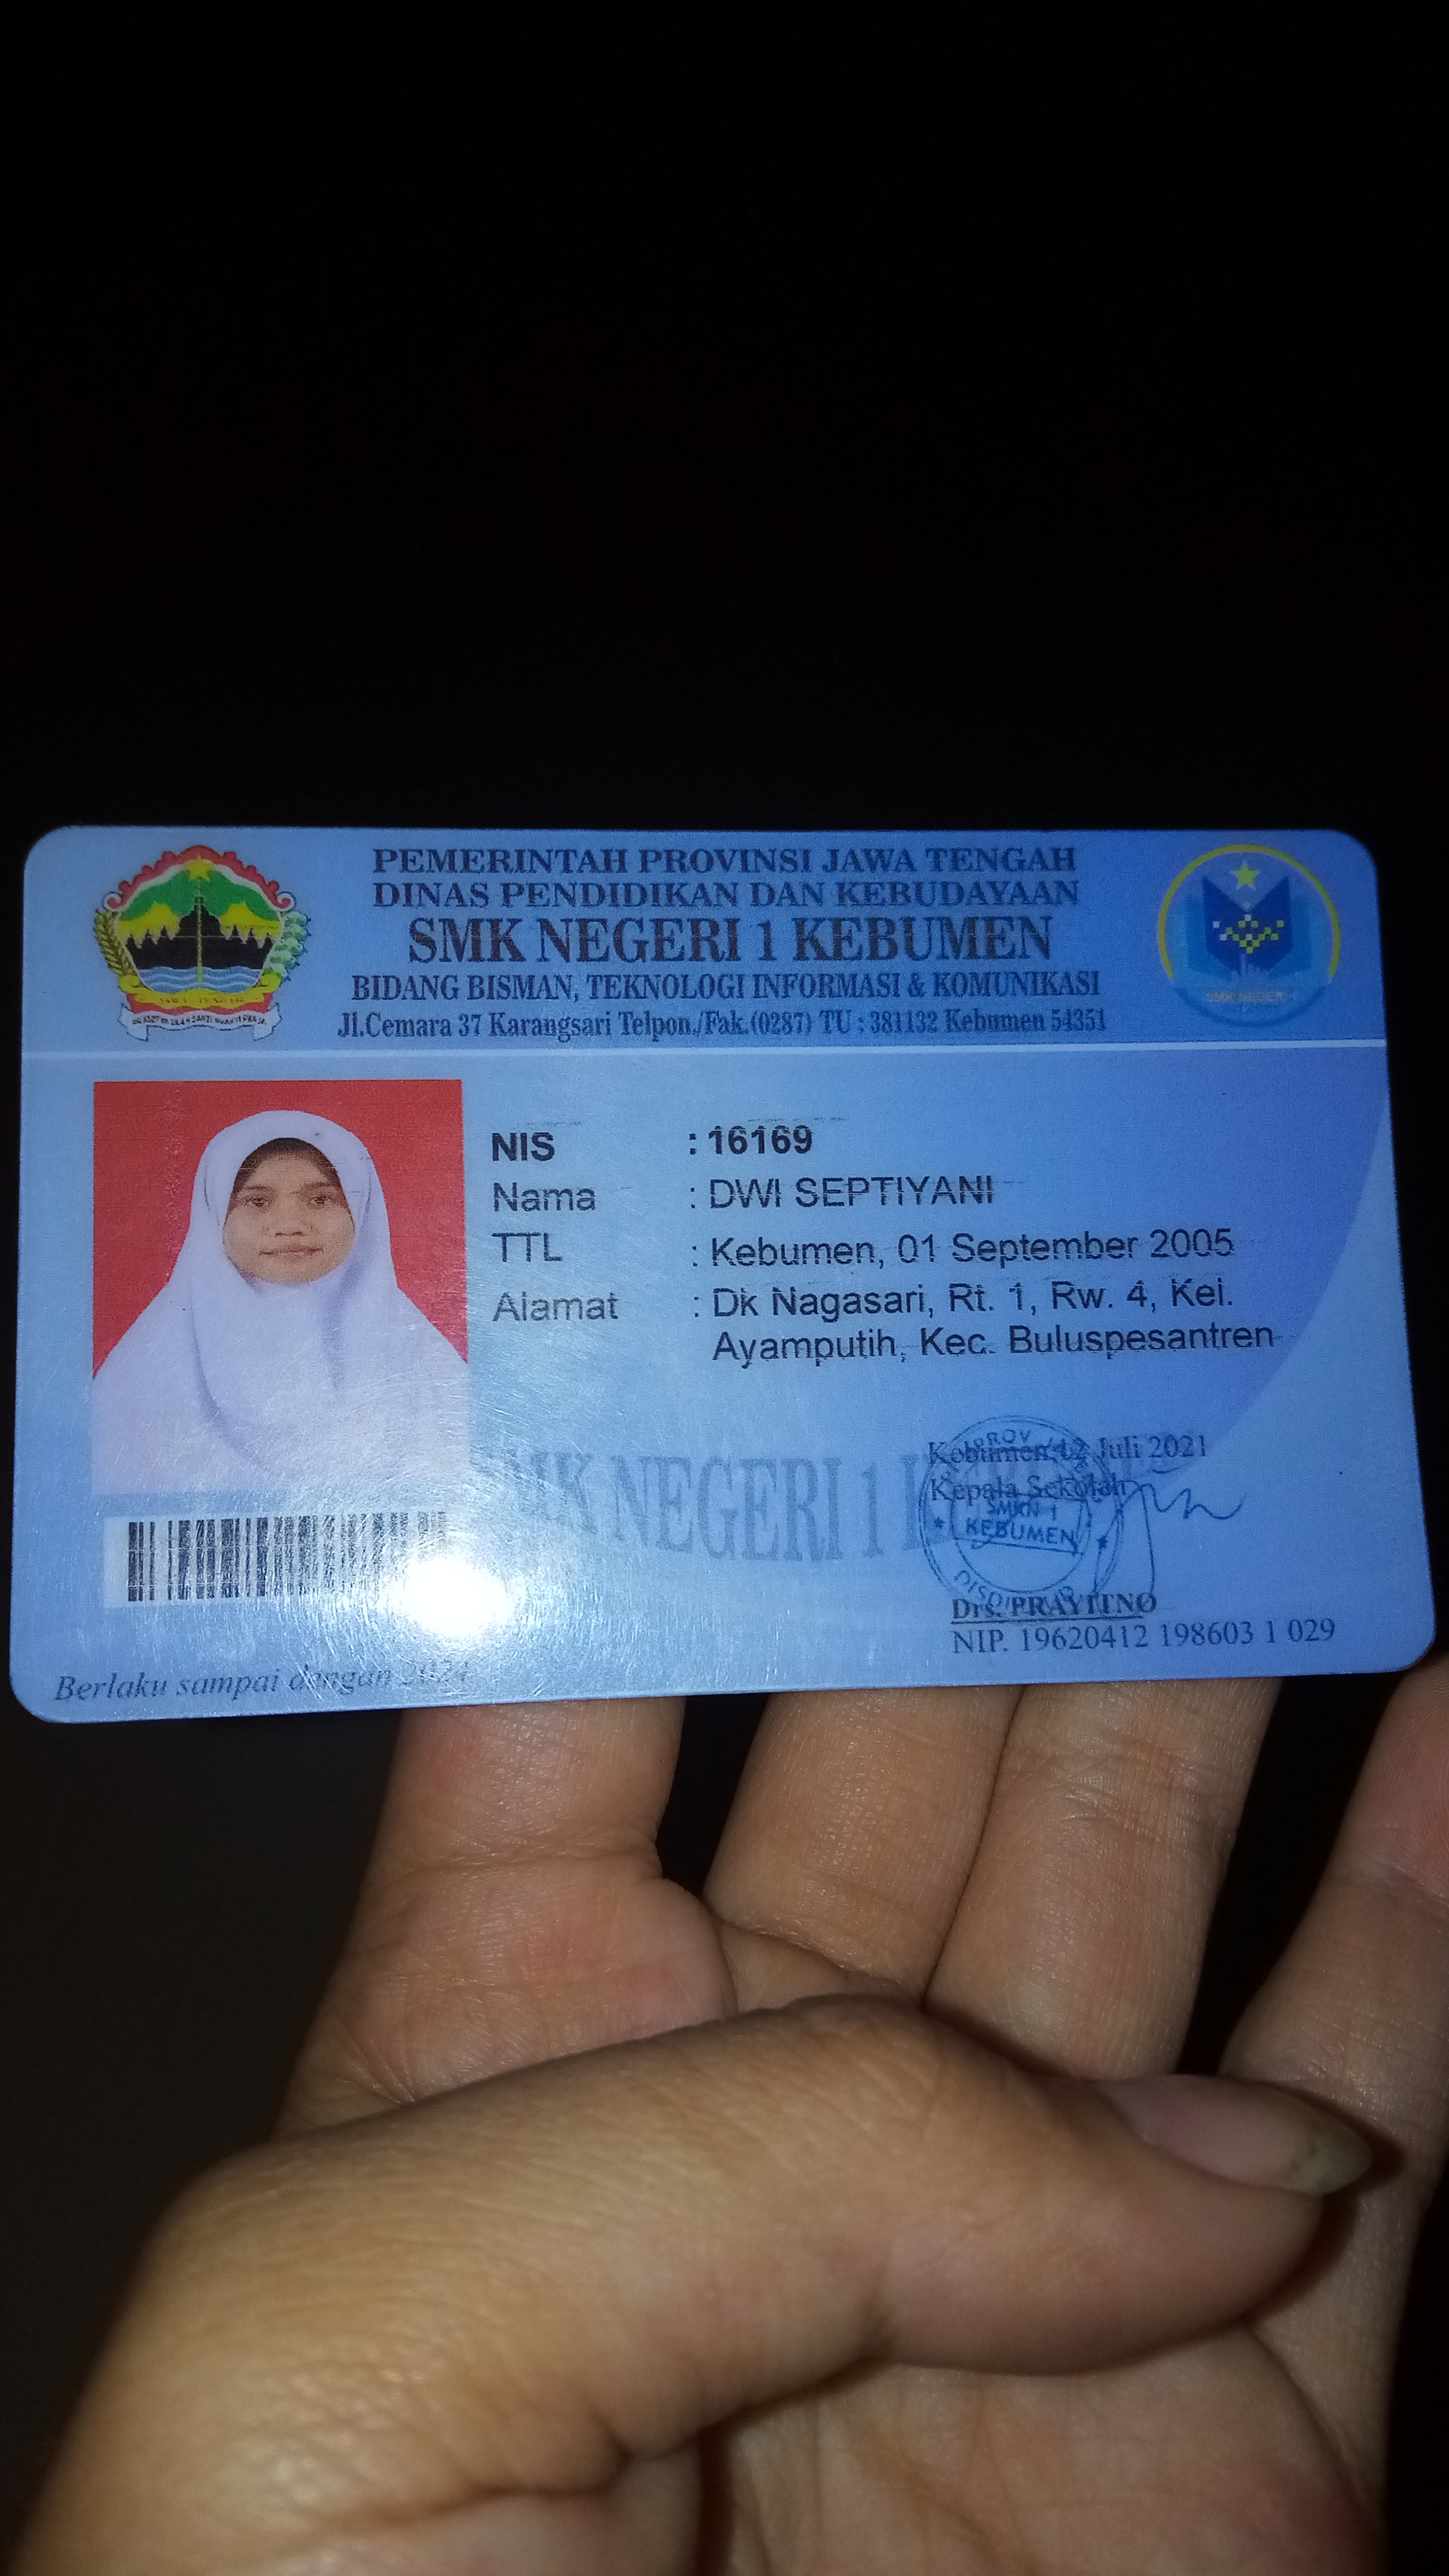 PEMERINTAH PROVINSI JAWA TENGAH
DINAS PENDIDIKAN DAN KEBUDAYAAN
SMK NEGERI 1 KEBUMEN
BIDANG BISMAN, TEKNOLOGI INFORMASI & KOMUNIKASI
Jl.Cemara 37 Karangsari Telpon./Fak.(0287) TU : 381132 Kebumen 54351
JAWA TENGAH
SMK NEGERI 1
NIS : 16169
Nama : DWI SEPTIYANI
TTL : Kebumen, 01 September 2005
Alamat : Dk Nagasari, Rt. 1, Rw. 4, Kel.
Ayamputih, Kec. Buluspesantren
SMK NEGERI 1
Kebumen, 12 Juli 2021
Kepala Sekolah
PROV
SMKN 1
KEBUMEN
Drs. PRAYITNO
NIP. 19620412 198603 1 029
Berlaku sampai dengan 2024